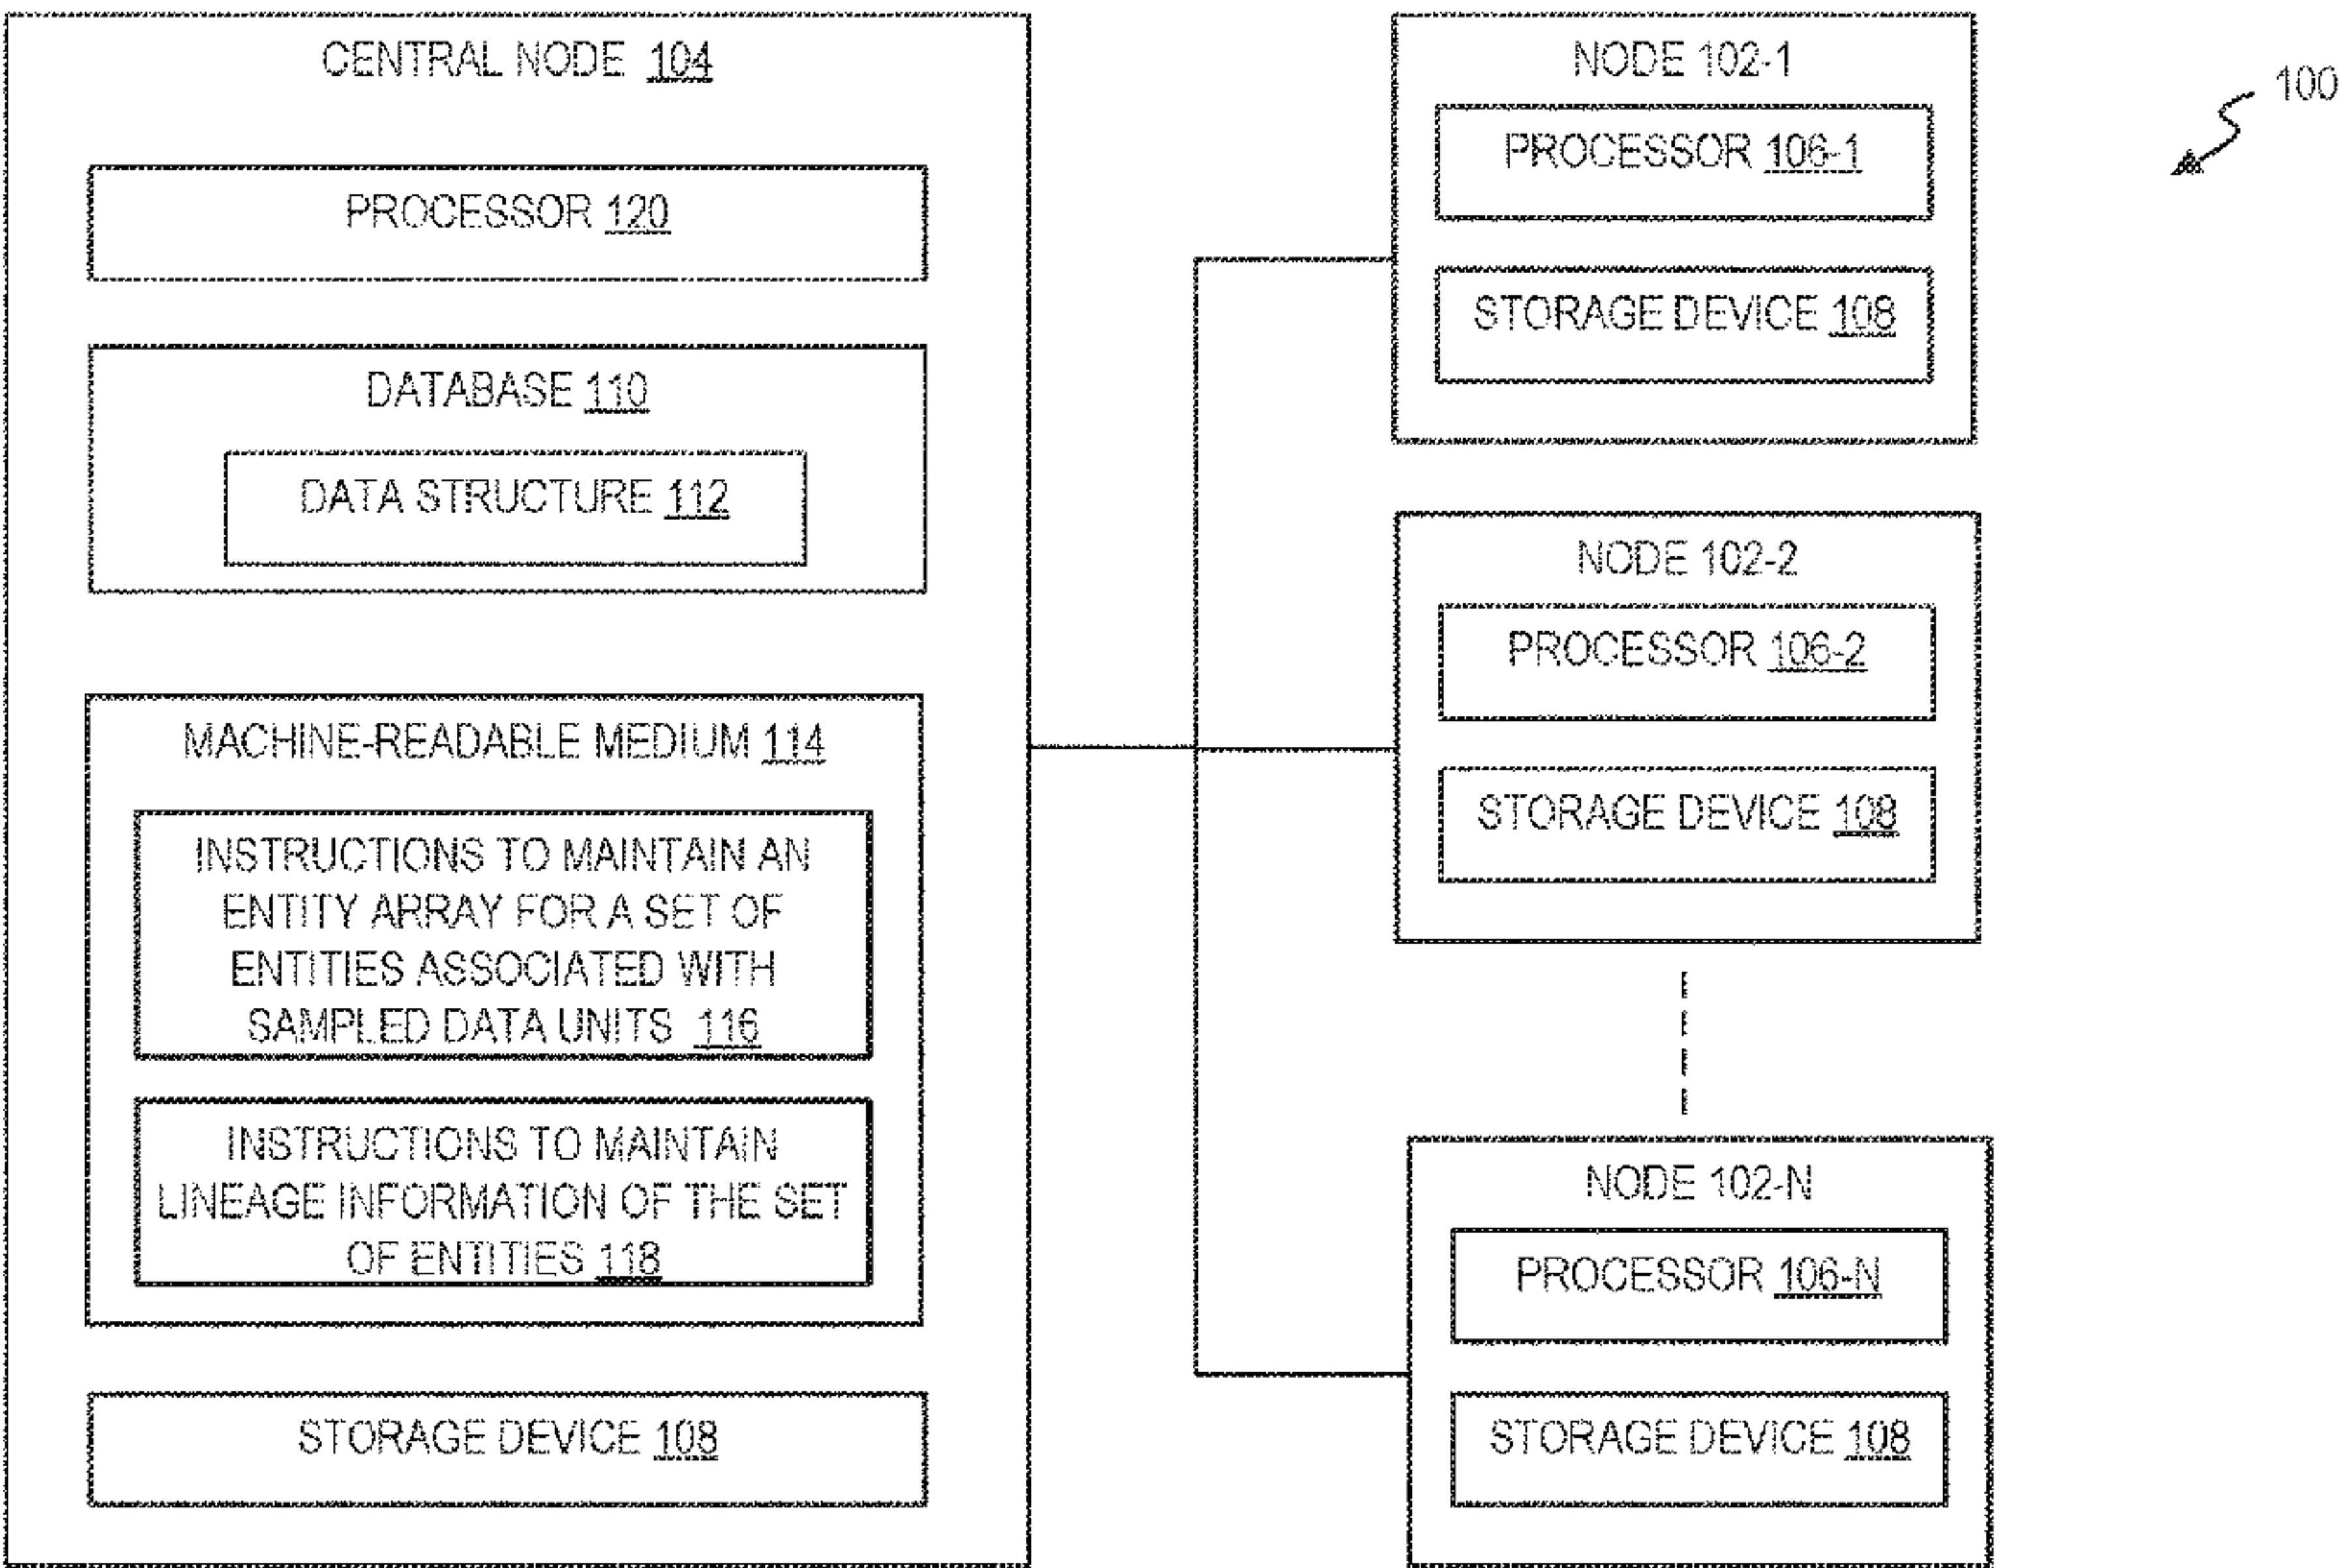 CENTRAL NODE 104
PROCESSOR 120
DATABASE 110
DATA STRUCTURE 112
MACHINE-READABLE MEDIUM 114
INSTRUCTIONS TO MAINTAIN AN
ENTITY ARRAY FOR A SET OF
ENTITIES ASSOCIATED WITH
SAMPLED DATA UNITS 116
INSTRUCTIONS TO MAINTAIN
LINEAGE INFORMATION OF THE SET
OF ENTITIES 118
STORAGE DEVICE 108
NODE 102-1
PROCESSOR 106-1
STORAGE DEVICE 108
NODE 102-2
PROCESSOR 106-2
STORAGE DEVICE 108
NODE 102-N
PROCESSOR 106-N
STORAGE DEVICE 108
100